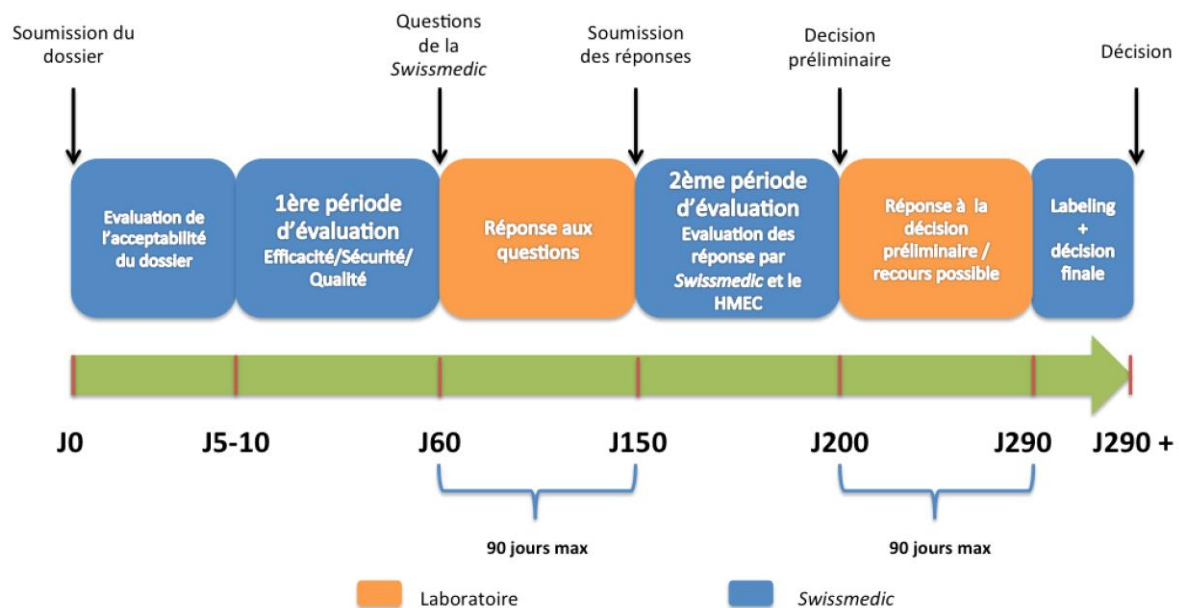 Soumission du
dossier
Questions
de la
Swissmedic
Soumission
des réponses
Decision
préliminaire
Décision
Evaluation de
l'acceptabilité
du dossier
1ère période
d'évaluation
Efficacité/Sécurité/
Qualité
Réponse aux
questions
2ème période
d'évaluation
Evaluation des
réponse par
Swissmedic et le
HMEC
Réponse à la
décision
préliminaire /
recours possible
Labeling
+
décision
finale
J0
J5-10
J60
J150
J200
J290
J290 +
90 jours max
90 jours max
Laboratoire
Swissmedic